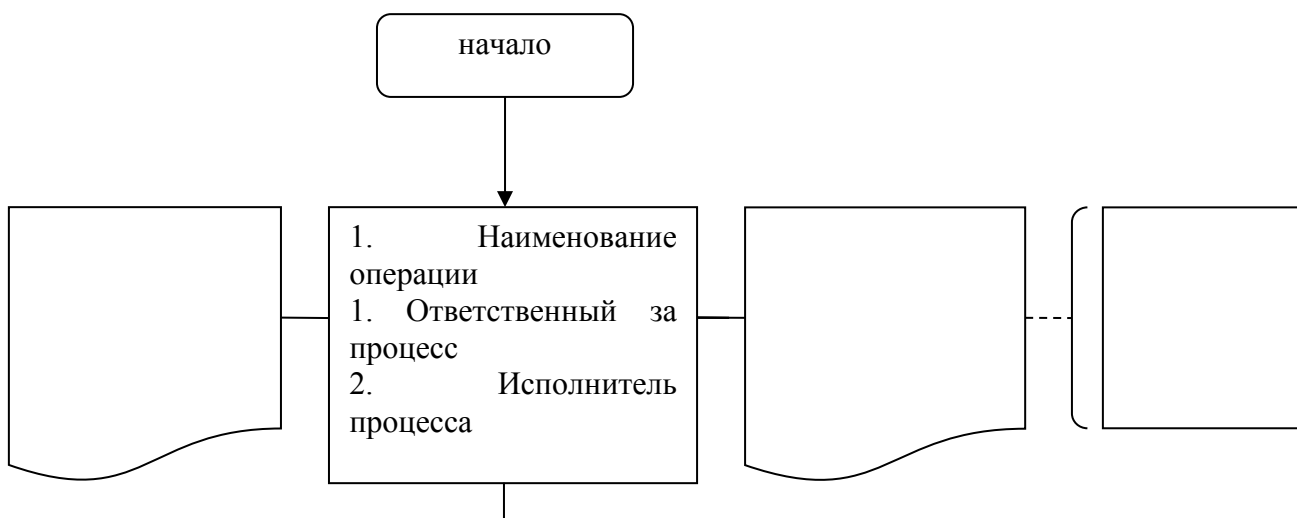 начало
1. Наименование
операции
1. Ответственный за
процесс
2. Исполнитель
процесса